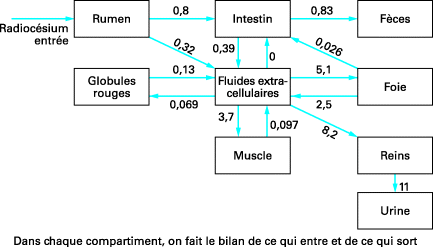 Radiocésium
entrée
Rumen
0,8
Intestin
0,83
Fèces
0,32
0,39
0
0,026
Globules
rouges
0,13
0,069
Fluides extra-
cellulaires
5,1
2,5
Foie
3,7
0,097
8,2
Muscle
Reins
11
Urine
Dans chaque compartiment, on fait le bilan de ce qui entre et de ce qui sort